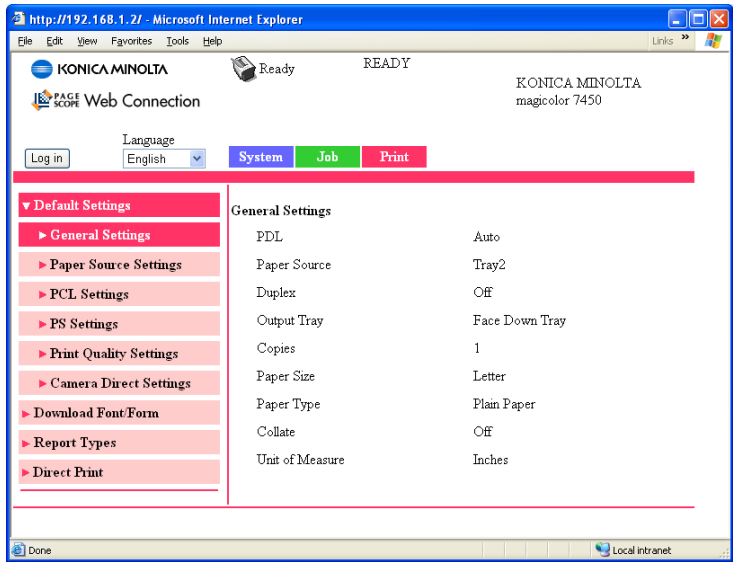 http://192.168.1.2/ - Microsoft Internet Explorer
File Edit View Favorites Tools Help Links »
KONICA MINOLTA
Ready
READY
KONICA MINOLTA
magicolor 7450
PAGE SCOPE Web Connection
Language
Log in
English
System Job Print
▼ Default Settings
► General Settings
► Paper Source Settings
► PCL Settings
► PS Settings
► Print Quality Settings
► Camera Direct Settings
► Download Font/Form
► Report Types
► Direct Print
General Settings
PDL Auto
Paper Source Tray2
Duplex Off
Output Tray Face Down Tray
Copies 1
Paper Size Letter
Paper Type Plain Paper
Collate Off
Unit of Measure Inches
Done Local intranet